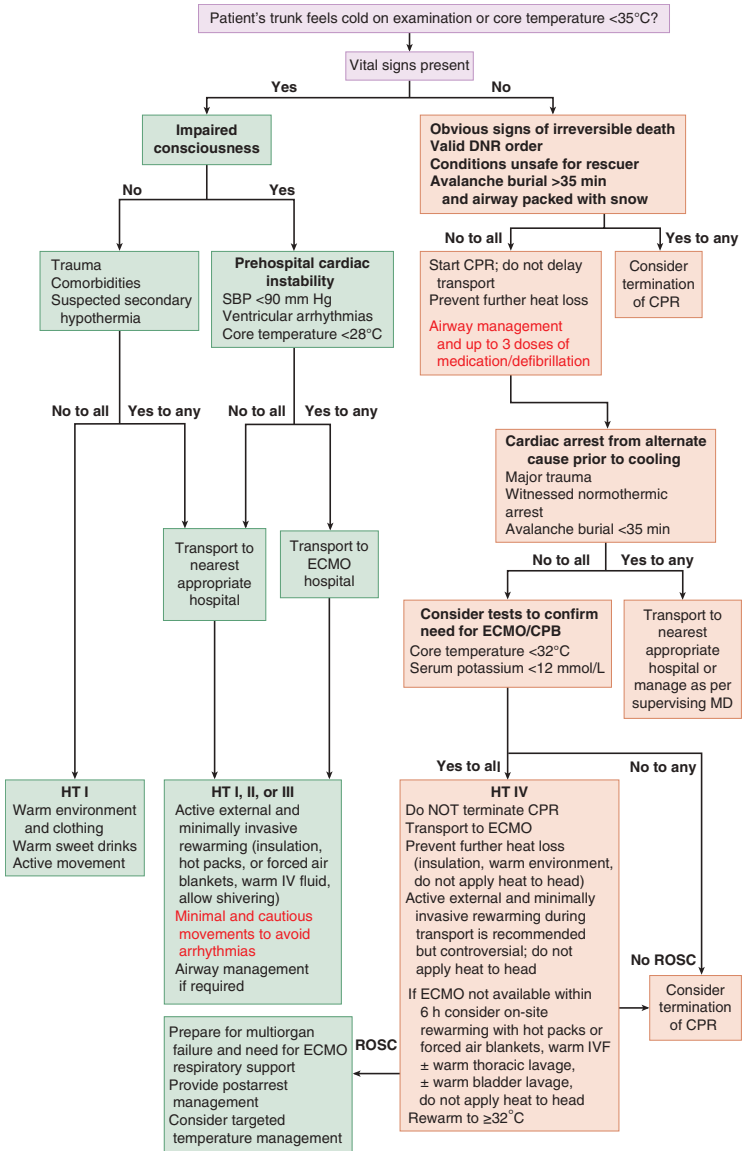 Patient's trunk feels cold on examination or core temperature <35°C?
Vital signs present
Yes
No
Impaired
consciousness
Obvious signs of irreversible death
Valid DNR order
Conditions unsafe for rescuer
Avalanche burial >35 min
and airway packed with snow
No
Yes
No to all
Yes to any
Trauma
Comorbidities
Suspected secondary
hypothermia
Prehospital cardiac
instability
SBP <90 mm Hg
Ventricular arrhythmias
Core temperature <28°C
Start CPR; do not delay
transport
Prevent further heat loss
Airway management
and up to 3 doses of
medication/defibrillation
Consider
termination
of CPR
No to all
Yes to any
No to all
Yes to any
Cardiac arrest from alternate
cause prior to cooling
Major trauma
Witnessed normothermic
arrest
Avalanche burial <35 min
Transport to
nearest
appropriate
hospital
Transport to
ECMO
hospital
No to all
Yes to any
Consider tests to confirm
need for ECMO/CPB
Core temperature <32°C
Serum potassium <12 mmol/L
Transport to
nearest
appropriate
hospital or
manage as per
supervising MD
Yes to all
No to any
HT I
Warm environment
and clothing
Warm sweet drinks
Active movement
HT I, II, or III
Active external and
minimally invasive
rewarming (insulation,
hot packs, or forced air
blankets, warm IV fluid,
allow shivering)
Minimal and cautious
movements to avoid
arrhythmias
Airway management
if required
HT IV
Do NOT terminate CPR
Transport to ECMO
Prevent further heat loss
(insulation, warm environment,
do not apply heat to head)
Active external and minimally
invasive rewarming during
transport is recommended
but controversial; do not
apply heat to head
If ECMO not available within
6 h consider on-site
rewarming with hot packs or
forced air blankets, warm IVF
± warm thoracic lavage,
± warm bladder lavage,
do not apply heat to head
Rewarm to ≥32°C
No ROSC
Consider
termination
of CPR
ROSC
Prepare for multiorgan
failure and need for ECMO
respiratory support
Provide postarrest
management
Consider targeted
temperature management